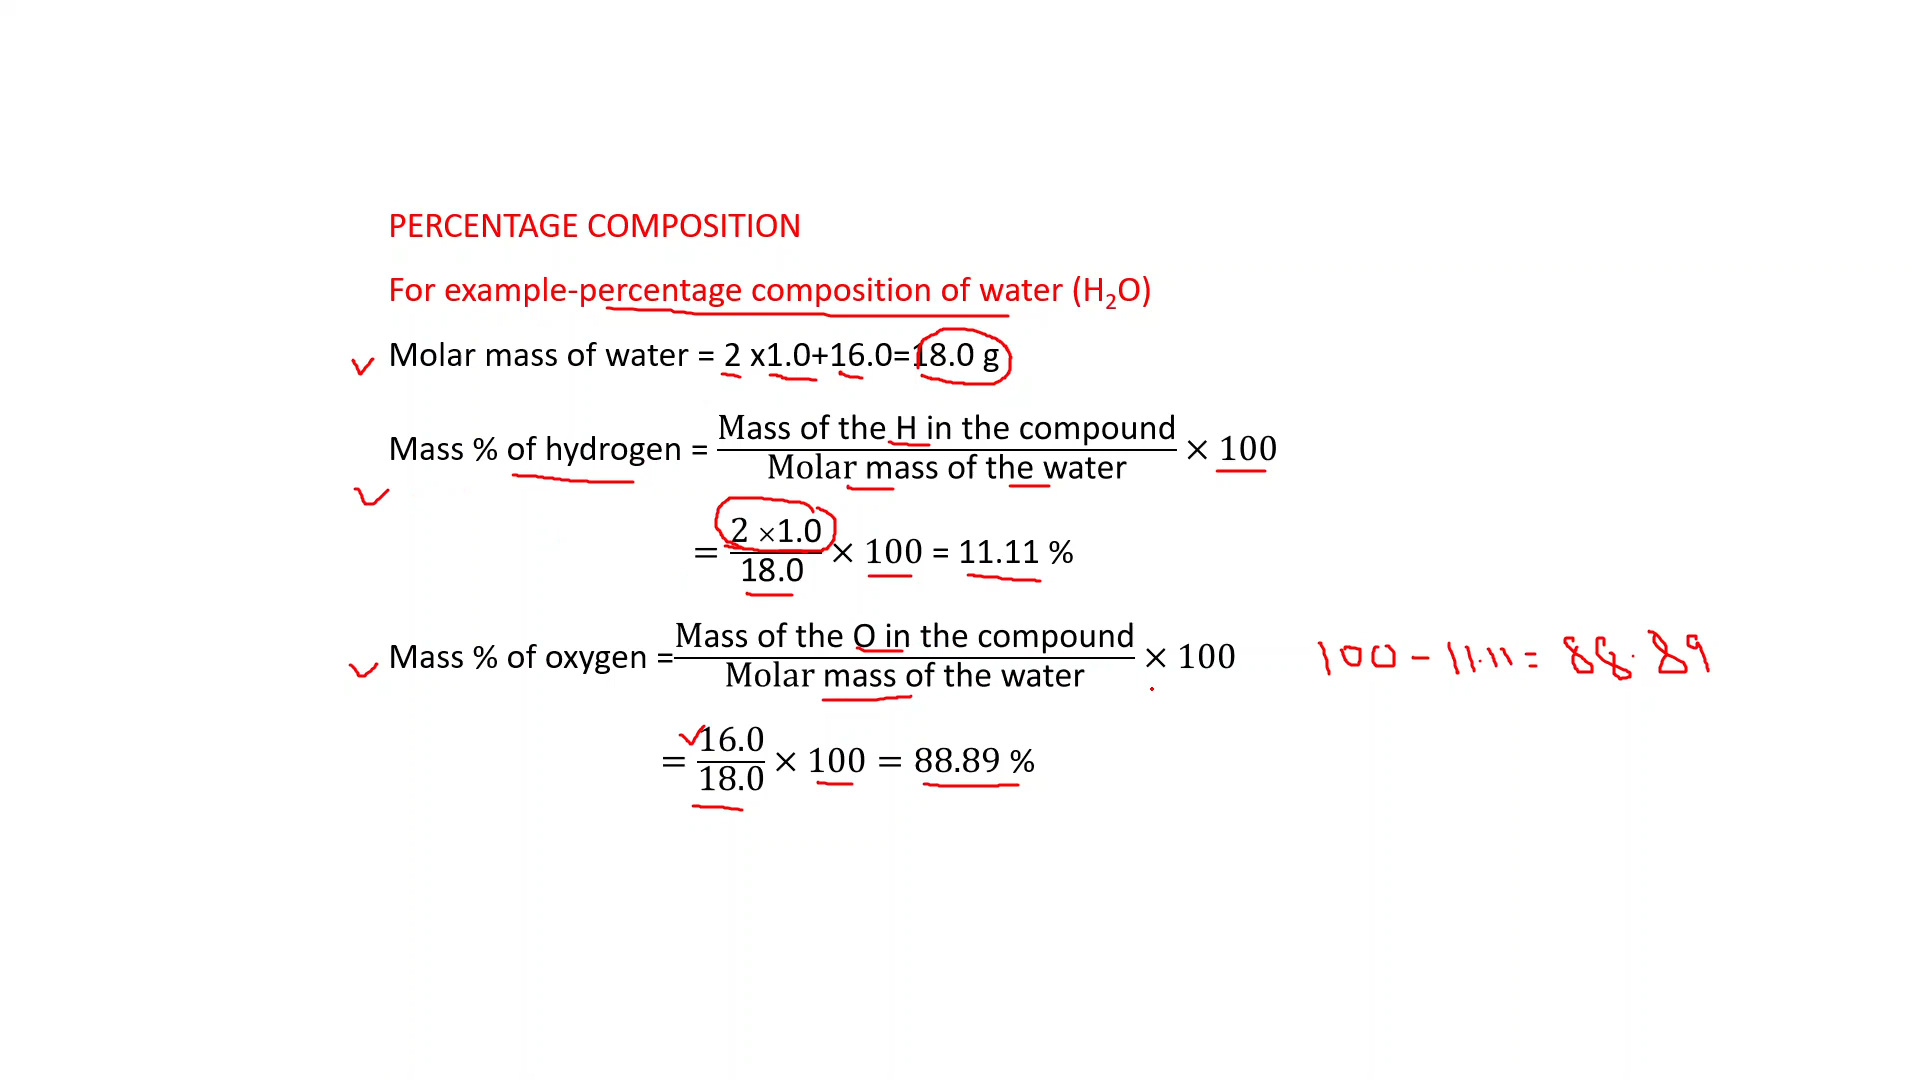 PERCENTAGE COMPOSITION
For example-percentage composition of water (H₂O)
Molar mass of water = 2 x1.0+16.0=18.0 g
Mass % of hydrogen = Mass of the H in the compound / Molar mass of the water × 100
= 2 ×1.0 / 18.0 × 100 = 11.11 %
Mass % of oxygen = Mass of the O in the compound / Molar mass of the water × 100 100 - 11.11 = 88.89
= 16.0 / 18.0 × 100 = 88.89 %